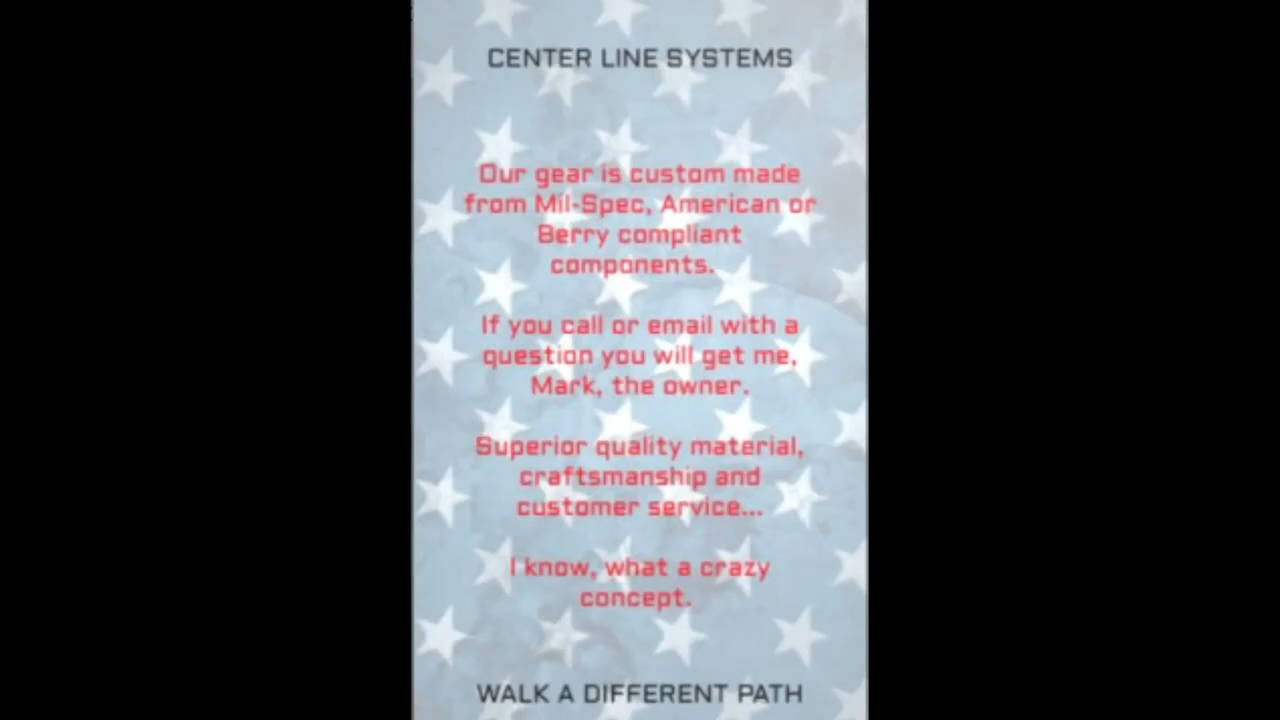 CENTER LINE SYSTEMS
Our gear is custom made
from Mil-Spec, American or
Berry compliant
components.
If you call or email with a
question you will get me,
Mark, the owner.
Superior quality material,
craftsmanship and
customer service...
I know, what a crazy
concept.
WALK A DIFFERENT PATH